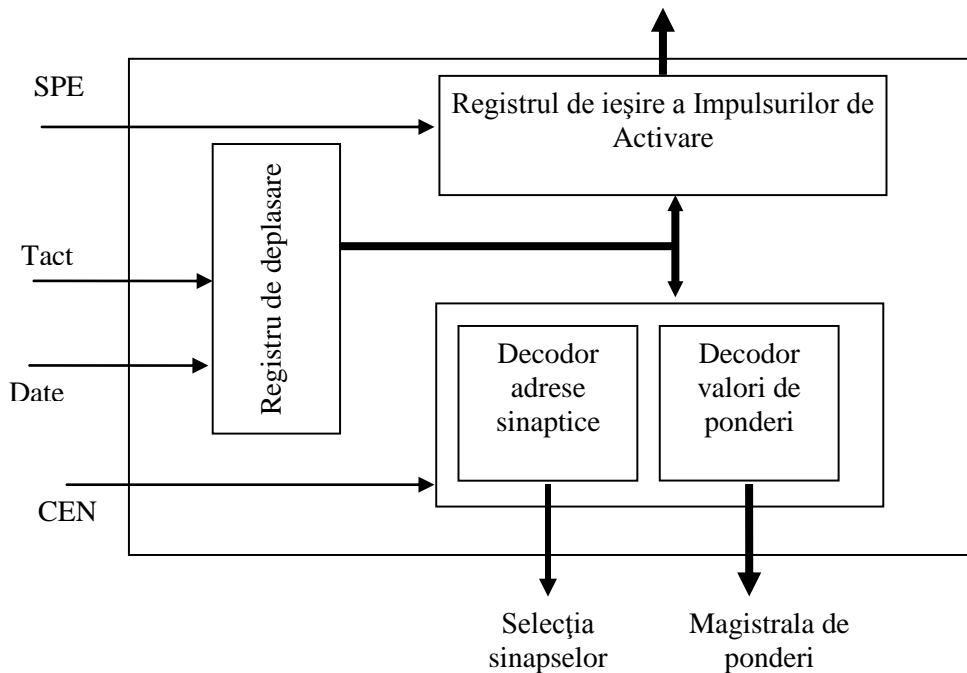 SPE
Registrul de ieşire a Impulsurilor de
Activare
Registru de deplasare
Tact
Date
CEN
Decodor
adrese
sinaptice
Decodor
valori de
ponderi
Selecţia
sinapselor
Magistrala de
ponderi